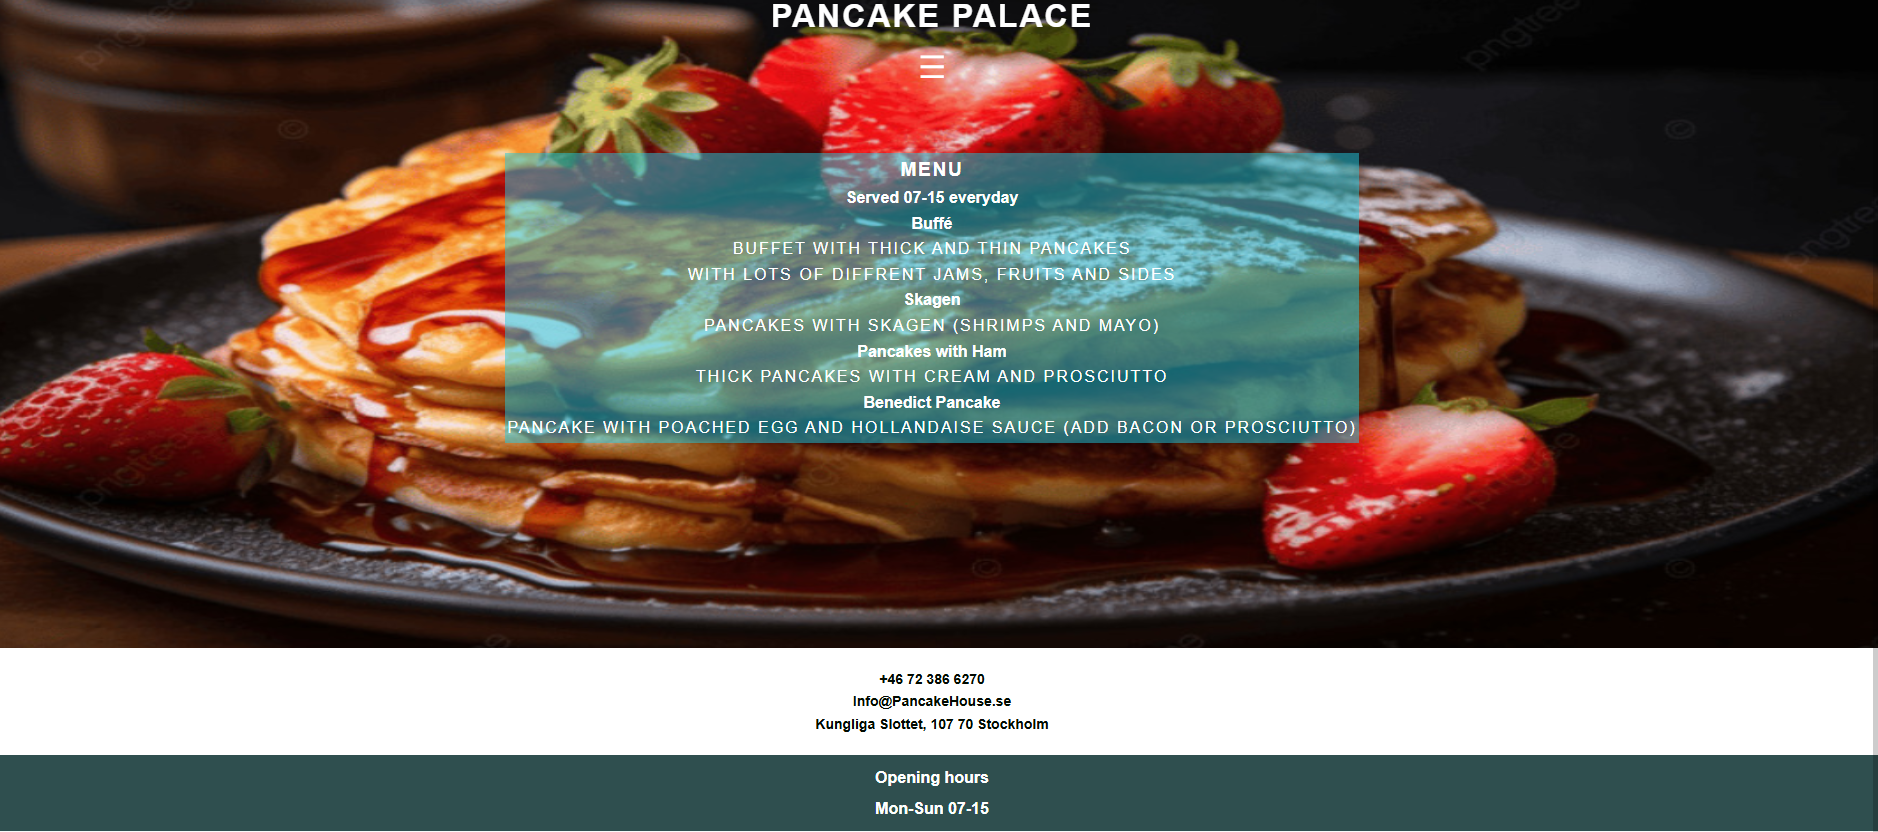 PANCAKE PALACE
MENU
Served 07-15 everyday
Buffé
BUFFET WITH THICK AND THIN PANCAKES
WITH LOTS OF DIFFRENT JAMS, FRUITS AND SIDES
Skagen
PANCAKES WITH SKAGEN (SHRIMPS AND MAYO)
Pancakes with Ham
THICK PANCAKES WITH CREAM AND PROSCIUTTO
Benedict Pancake
PANCAKE WITH POACHED EGG AND HOLLANDAISE SAUCE (ADD BACON OR PROSCIUTTO)
+46 72 386 6270
Info@PancakeHouse.se
Kungliga Slottet, 107 70 Stockholm
Opening hours
Mon-Sun 07-15